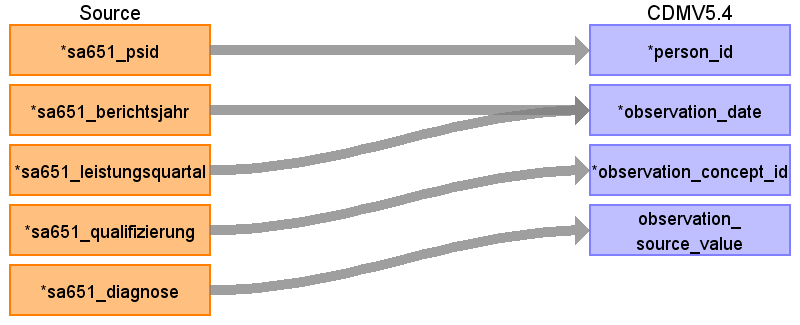 Source CDMV5.4
*sa651_psid *person_id
*sa651_berichtsjahr *observation_date
*sa651_leistungsquartal *observation_concept_id
*sa651_qualifizierung observation_
source_value
*sa651_diagnose